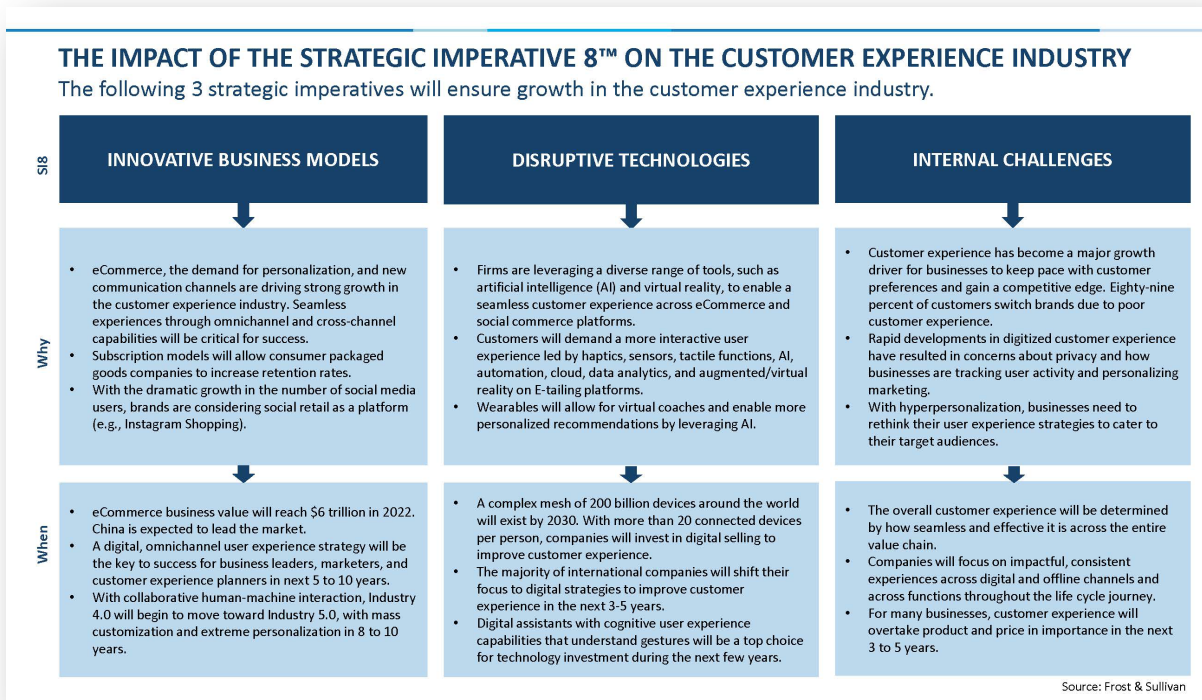 THE IMPACT OF THE STRATEGIC IMPERATIVE 8™ ON THE CUSTOMER EXPERIENCE INDUSTRY
The following 3 strategic imperatives will ensure growth in the customer experience industry.
SI8
INNOVATIVE BUSINESS MODELS
DISRUPTIVE TECHNOLOGIES
INTERNAL CHALLENGES
Why
• eCommerce, the demand for personalization, and new
communication channels are driving strong growth in
the customer experience industry. Seamless
experiences through omnichannel and cross-channel
capabilities will be critical for success.
• Subscription models will allow consumer packaged
goods companies to increase retention rates.
• With the dramatic growth in the number of social media
users, brands are considering social retail as a platform
(e.g., Instagram Shopping).
• Firms are leveraging a diverse range of tools, such as
artificial intelligence (AI) and virtual reality, to enable a
seamless customer experience across eCommerce and
social commerce platforms.
• Customers will demand a more interactive user
experience led by haptics, sensors, tactile functions, AI,
automation, cloud, data analytics, and augmented/virtual
reality on E-tailing platforms.
• Wearables will allow for virtual coaches and enable more
personalized recommendations by leveraging AI.
• Customer experience has become a major growth
driver for businesses to keep pace with customer
preferences and gain a competitive edge. Eighty-nine
percent of customers switch brands due to poor
customer experience.
• Rapid developments in digitized customer experience
have resulted in concerns about privacy and how
businesses are tracking user activity and personalizing
marketing.
• With hyperpersonalization, businesses need to
rethink their user experience strategies to cater to
their target audiences.
When
• eCommerce business value will reach $6 trillion in 2022.
China is expected to lead the market.
• A digital, omnichannel user experience strategy will be
the key to success for business leaders, marketers, and
customer experience planners in next 5 to 10 years.
• With collaborative human-machine interaction, Industry
4.0 will begin to move toward Industry 5.0, with mass
customization and extreme personalization in 8 to 10
years.
• A complex mesh of 200 billion devices around the world
will exist by 2030. With more than 20 connected devices
per person, companies will invest in digital selling to
improve customer experience.
• The majority of international companies will shift their
focus to digital strategies to improve customer
experience in the next 3-5 years.
• Digital assistants with cognitive user experience
capabilities that understand gestures will be a top choice
for technology investment during the next few years.
• The overall customer experience will be determined
by how seamless and effective it is across the entire
value chain.
• Companies will focus on impactful, consistent
experiences across digital and offline channels and
across functions throughout the life cycle journey.
• For many businesses, customer experience will
overtake product and price in importance in the next
3 to 5 years.
Source: Frost & Sullivan